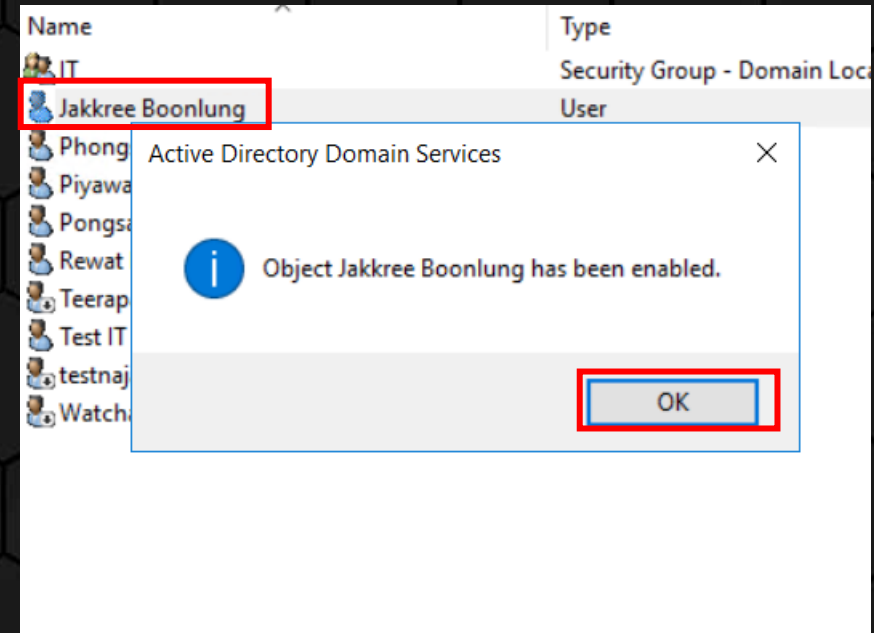 Name Type
IT Security Group - Domain Loca
Jakkree Boonlung User
Phong
Piyawa
Pongsa
Rewat
Teerap
Test IT
testnaj
Watcha
Active Directory Domain Services
Object Jakkree Boonlung has been enabled.
OK